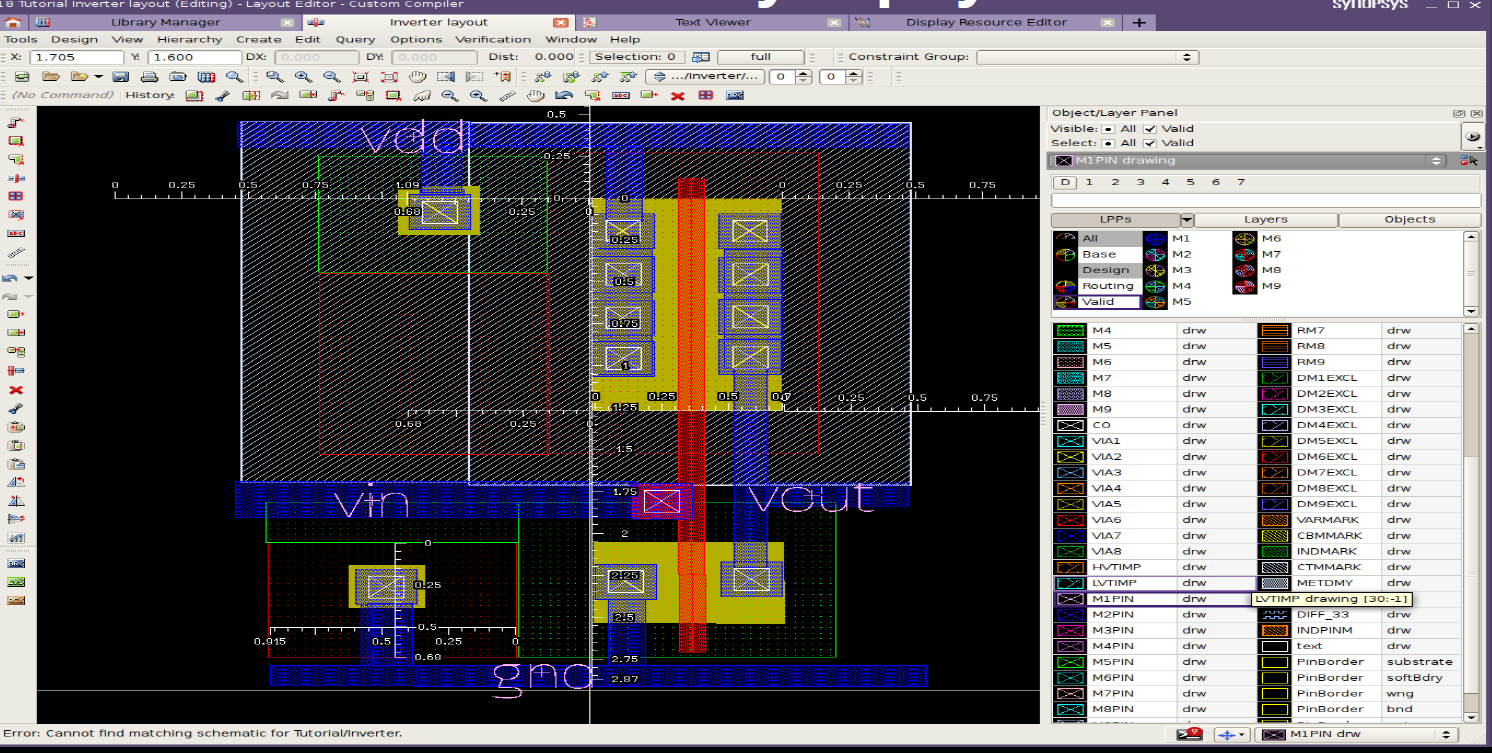 18 Tutorial Inverter layout (Editing) - Layout Editor - Custom Compiler
SYNOPSYS
Library Manager
Inverter layout
Text Viewer
Display Resource Editor
Tools Design View Hierarchy Create Edit Query Options Verification Window Help
X: 1.705 Y: 1.600 DX: 0.000 DY: 0.000 Dist: 0.000 Selection: 0 full Constraint Group:
.../Inverter/... 0 0
(No Command) History:
Object/Layer Panel
Visible: All Valid
Select: All Valid
M1PIN drawing
D 1 2 3 4 5 6 7
LPPs Layers Objects
All M1 M6
Base M2 M7
Design M3 M8
Routing M4 M9
Valid M5
M4 drw RM7 drw
M5 drw RM8 drw
M6 drw RM9 drw
M7 drw DM1EXCL drw
M8 drw DM2EXCL drw
M9 drw DM3EXCL drw
CO drw DM4EXCL drw
VIA1 drw DM5EXCL drw
VIA2 drw DM6EXCL drw
VIA3 drw DM7EXCL drw
VIA4 drw DM8EXCL drw
VIA5 drw DM9EXCL drw
VIA6 drw VARMARK drw
VIA7 drw CBMMARK drw
VIA8 drw INDMARK drw
HVTIMP drw CTMMARK drw
LVTIMP drw METDMY drw
M1PIN drw LVTIMP drawing [30:-1]
M2PIN drw DIFF_33 drw
M3PIN drw INDPINM drw
M4PIN drw text drw
M5PIN drw PinBorder substrate
M6PIN drw PinBorder softBdry
M7PIN drw PinBorder wng
M8PIN drw PinBorder bnd
0.5
vdd
0.25
0 0.25 0.5 0.75 1.09
0 0.25 0.5 0.75
0.68 0.25 0
0.25
0.5
0.75
1
0 0.25 0.5 0.7 0.25 0.5 0.75
1.25
0.68 0.25
1.5
1.75
vin
vout
2
0
2.25
0.25
2.5
0.5
0.915 0.5 0.25 0
0.68
2.75
gnd
2.87
Error: Cannot find matching schematic for Tutorial/Inverter.
9
M1PIN drw